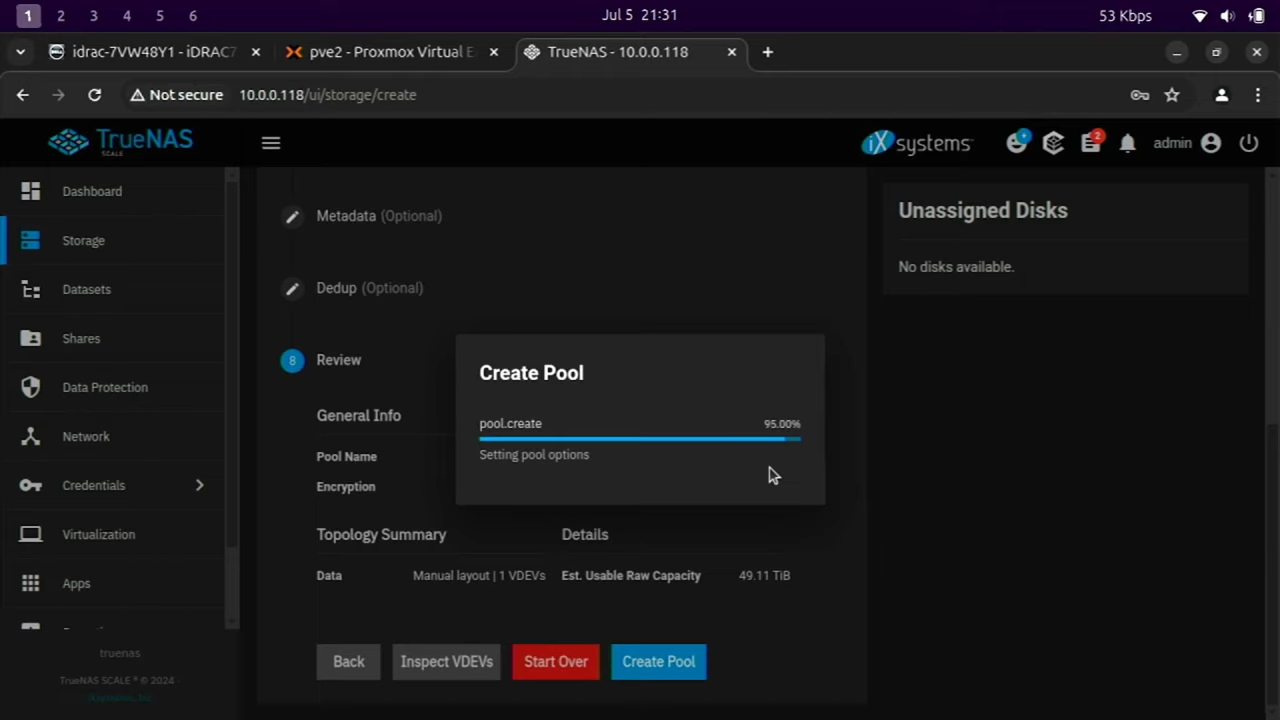 1 2 3 4 5 6
Jul 5 21:31
53 Kbps
idrac-7VW48Y1 - iDRAC7
pve2 - Proxmox Virtual E
TrueNAS - 10.0.0.118
Not secure
10.0.0.118/ui/storage/create
TrueNAS
SCALE
iXsystems
2
admin
Dashboard
Storage
Datasets
Shares
Data Protection
Network
Credentials
Virtualization
Apps
truenas
TrueNAS SCALE ® © 2024 -
Metadata (Optional)
Dedup (Optional)
8 Review
General Info
Pool Name
Encryption
Topology Summary
Details
Data
Manual layout | 1 VDEVs
Est. Usable Raw Capacity
49.11 TiB
Back
Inspect VDEVs
Start Over
Create Pool
Create Pool
pool.create
95.00%
Setting pool options
Unassigned Disks
No disks available.